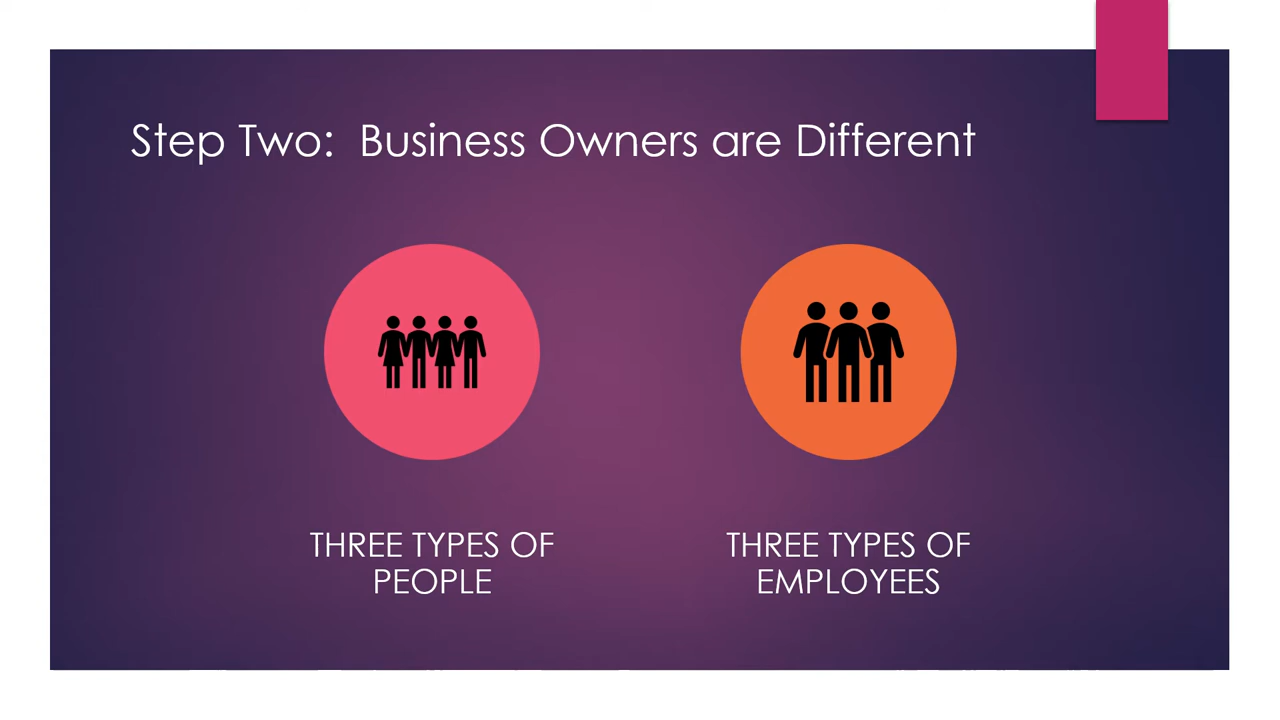 Step Two:  Business Owners are Different
THREE TYPES OF
PEOPLE
THREE TYPES OF
EMPLOYEES